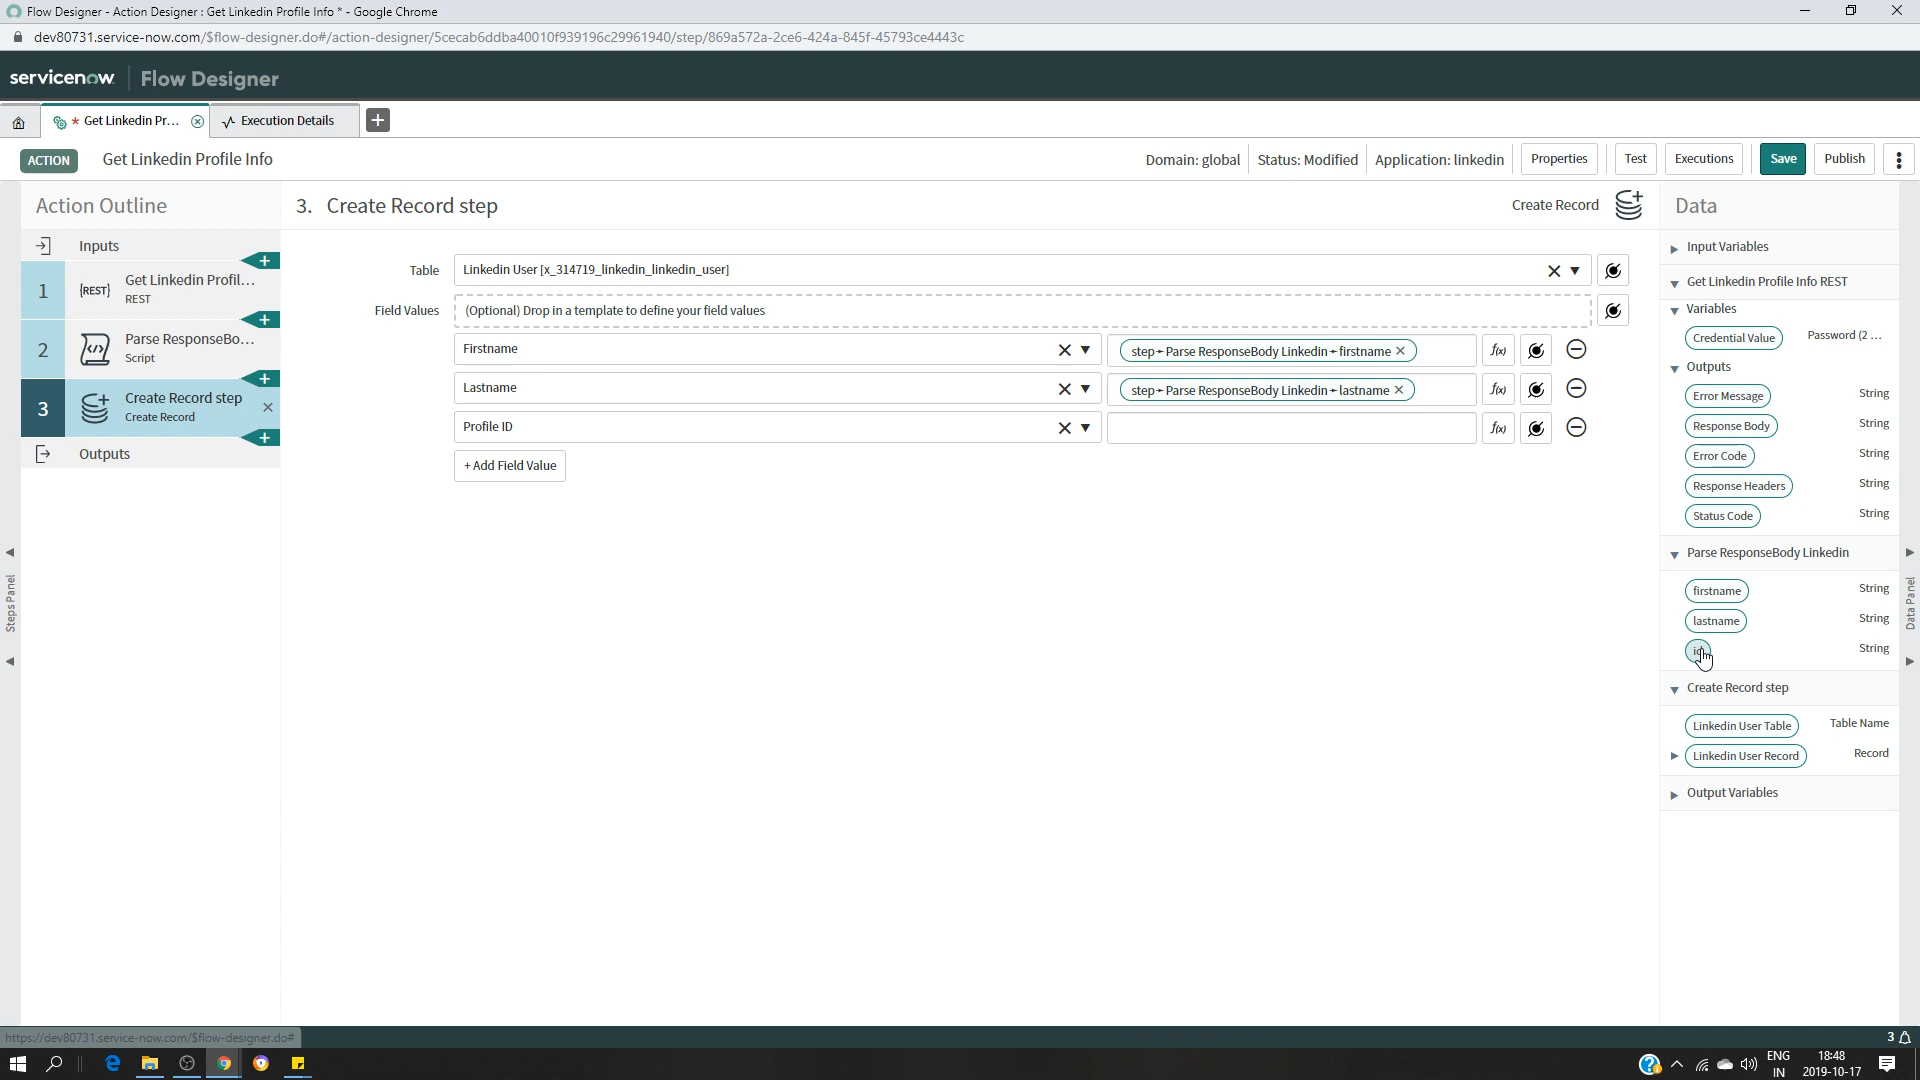 Flow Designer - Action Designer : Get Linkedin Profile Info * - Google Chrome
dev80731.service-now.com/$flow-designer.do#/action-designer/5cecab6ddba40010f939196c29961940/step/869a572a-2ce6-424a-845f-45793ce4443c
servicenow Flow Designer
* Get Linkedin Pr... Execution Details +
ACTION Get Linkedin Profile Info Domain: global Status: Modified Application: linkedin Properties Test Executions Save Publish
Action Outline
Inputs
1 {REST} Get Linkedin Profil...
REST
2 Parse ResponseBo...
Script
3 Create Record step
Create Record
Outputs
Steps Panel
3. Create Record step Create Record
Table Linkedin User [x_314719_linkedin_linkedin_user]
Field Values (Optional) Drop in a template to define your field values
Firstname step➛Parse ResponseBody Linkedin➛firstname f(x)
Lastname step➛Parse ResponseBody Linkedin➛lastname f(x)
Profile ID f(x)
+ Add Field Value
Data
Input Variables
Get Linkedin Profile Info REST
Variables
Credential Value Password (2 ...
Outputs
Error Message String
Response Body String
Error Code String
Response Headers String
Status Code String
Parse ResponseBody Linkedin
firstname String
lastname String
id String
Create Record step
Linkedin User Table Table Name
Linkedin User Record Record
Output Variables
Data Panel
https://dev80731.service-now.com/$flow-designer.do#
3
ENG
IN
18:48
2019-10-17